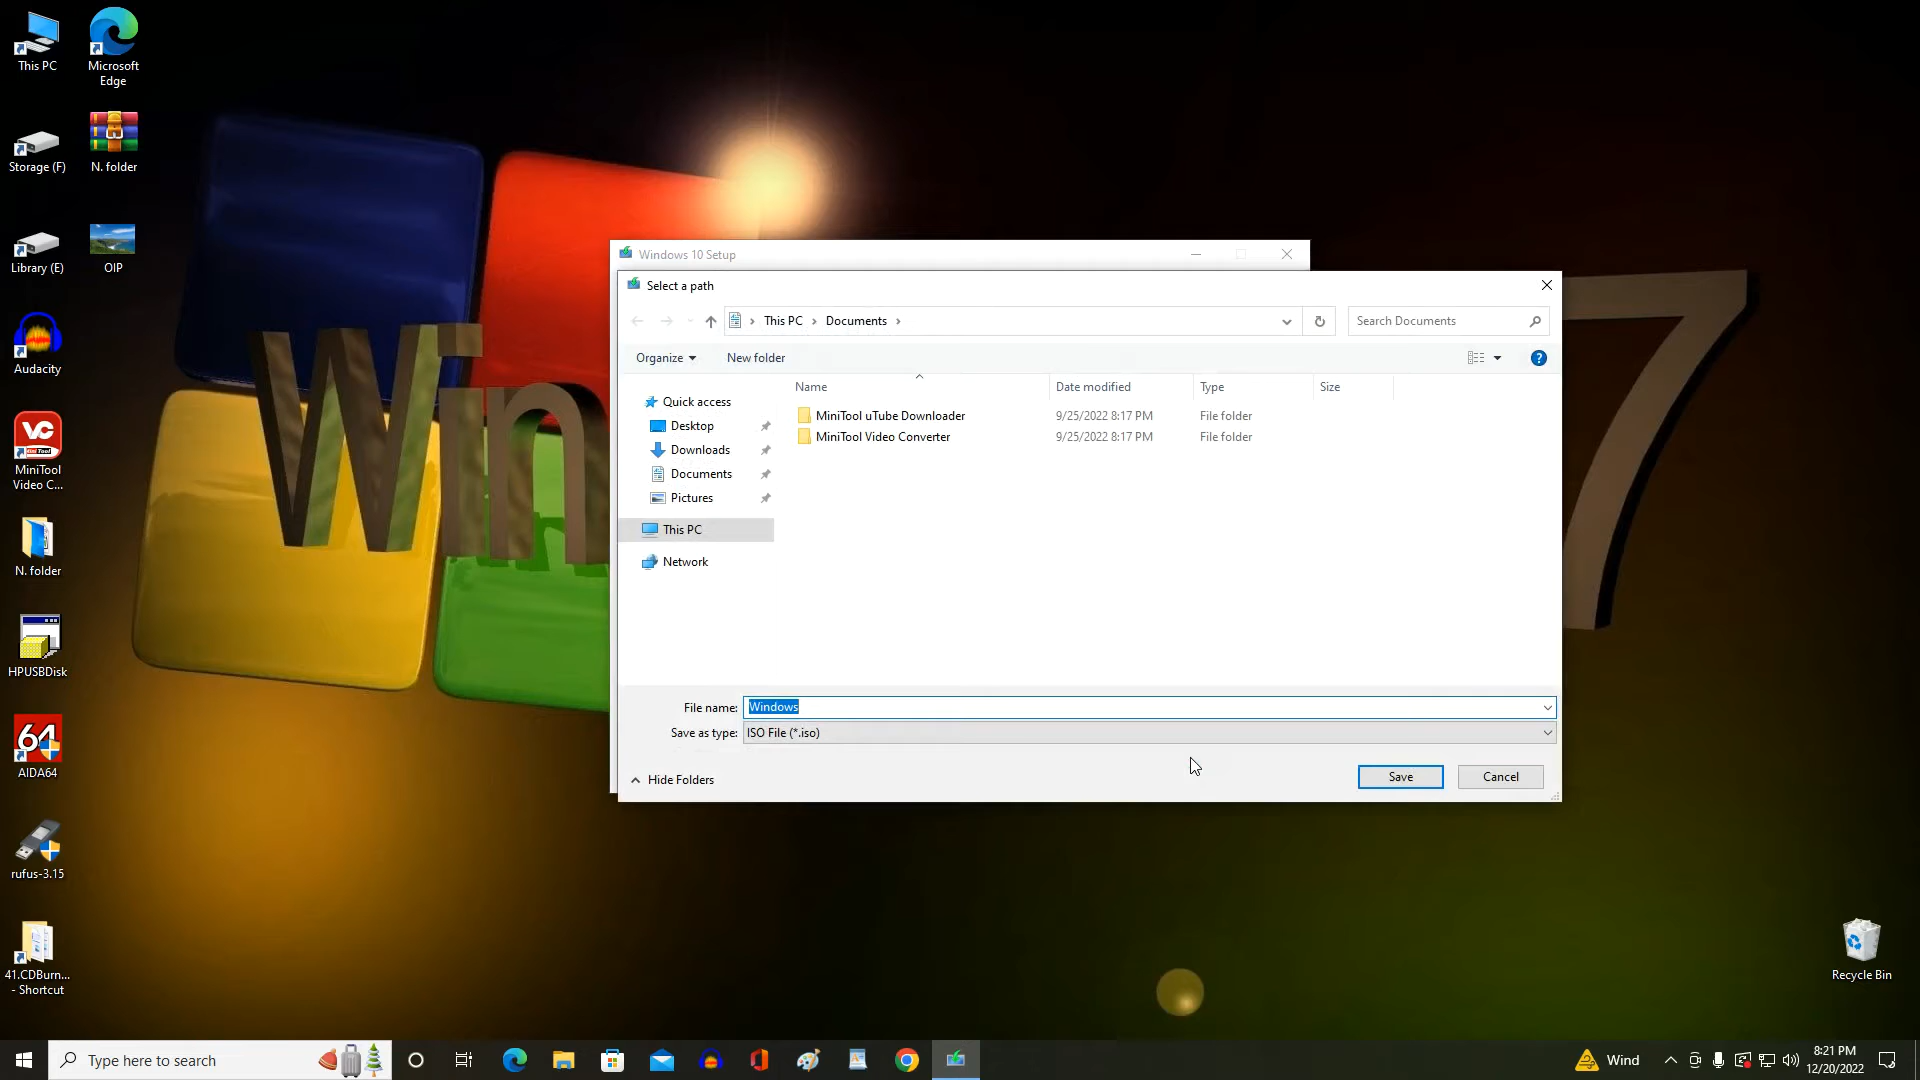 This PC
Microsoft
Edge
Storage (F)
N. folder
Library (E)
OIP
Audacity
VC
MiniTool
MiniTool
Video C...
N. folder
HPUSBDisk
64
AIDA64
rufus-3.15
41.CDBurn...
- Shortcut
Win
7
Windows 10 Setup
Select a path
This PC
Documents
Search Documents
Organize
New folder
?
Name
Date modified
Type
Size
Quick access
Desktop
Downloads
Documents
Pictures
This PC
Network
MiniTool uTube Downloader
9/25/2022 8:17 PM
File folder
MiniTool Video Converter
9/25/2022 8:17 PM
File folder
File name:
Windows
Save as type:
ISO File (*.iso)
Hide Folders
Save
Cancel
Recycle Bin
Type here to search
Wind
8:21 PM
12/20/2022